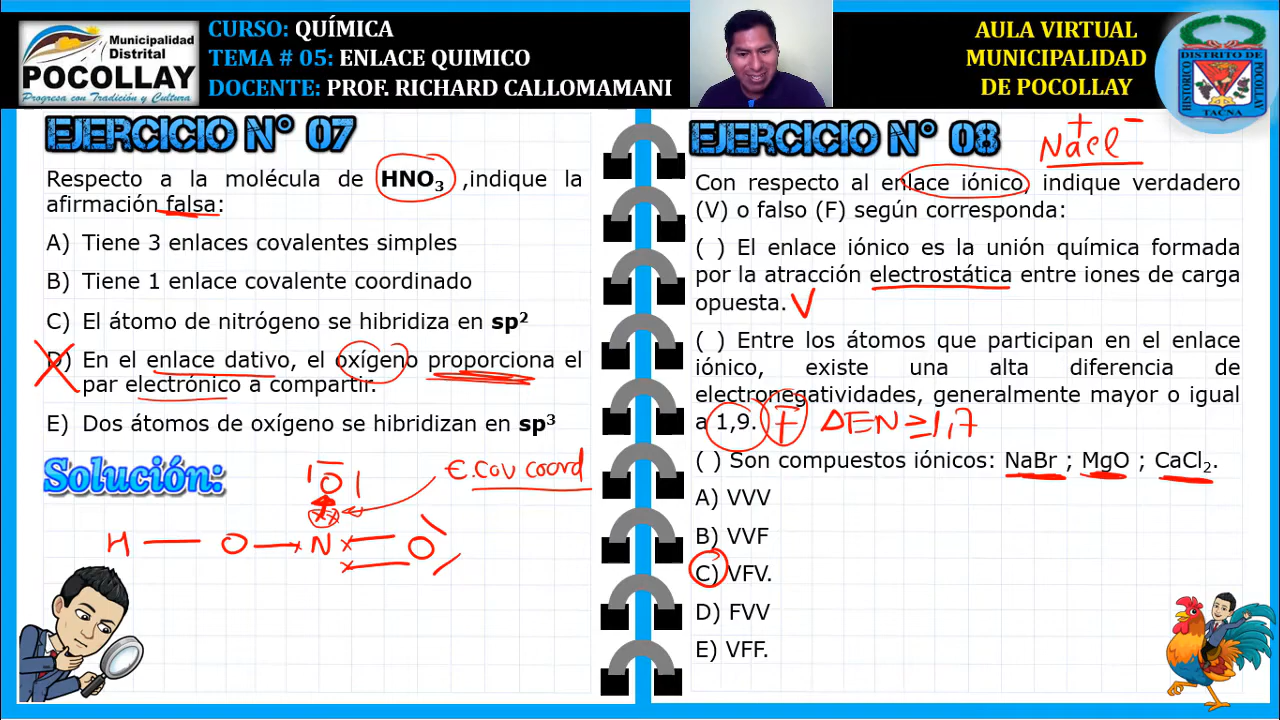 Municipalidad
Distrital
POCOLLAY
Progresa con Tradición y Cultura
CURSO: QUÍMICA
TEMA # 05: ENLACE QUIMICO
DOCENTE: PROF. RICHARD CALLOMAMANI
AULA VIRTUAL
MUNICIPALIDAD
DE POCOLLAY
DISTRITO DE POCOLLAY
HISTORICO
TACNA
EJERCICIO N° 07
Respecto a la molécula de HNO₃ ,indique la
afirmación falsa:
A) Tiene 3 enlaces covalentes simples
B) Tiene 1 enlace covalente coordinado
C) El átomo de nitrógeno se hibridiza en sp²
D) En el enlace dativo, el oxígeno proporciona el
par electrónico a compartir.
E) Dos átomos de oxígeno se hibridizan en sp³
Solución:
E.cov coord
O
H O N O
EJERCICIO N° 08
Na⁺Cl⁻
Con respecto al enlace iónico, indique verdadero
(V) o falso (F) según corresponda:
( ) El enlace iónico es la unión química formada
por la atracción electrostática entre iones de carga
opuesta. V
( ) Entre los átomos que participan en el enlace
iónico, existe una alta diferencia de
electronegatividades, generalmente mayor o igual
a 1,9. F ΔEN ≥ 1,7
( ) Son compuestos iónicos: NaBr ; MgO ; CaCl₂.
A) VVV
B) VVF
C) VFV.
D) FVV
E) VFF.